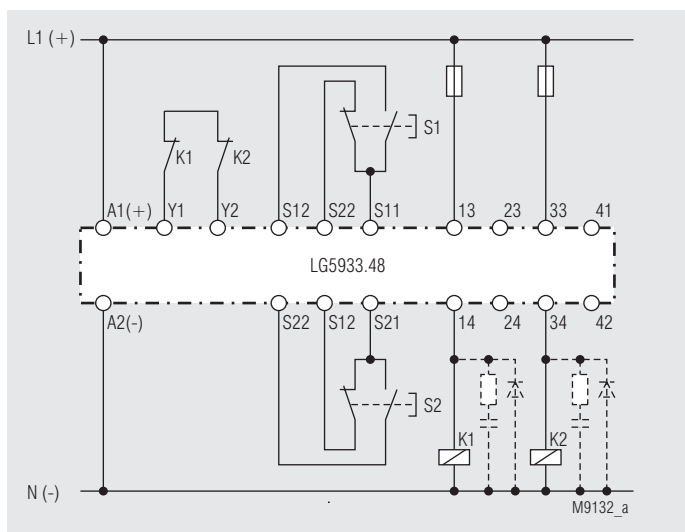 L1 (+)
S1
K1 K2
A1(+) Y1 Y2 S12 S22 S11 13 23 33 41
LG5933.48
A2(-) S22 S12 S21 14 24 34 42
S2
K1 K2
N (-)
M9132_a